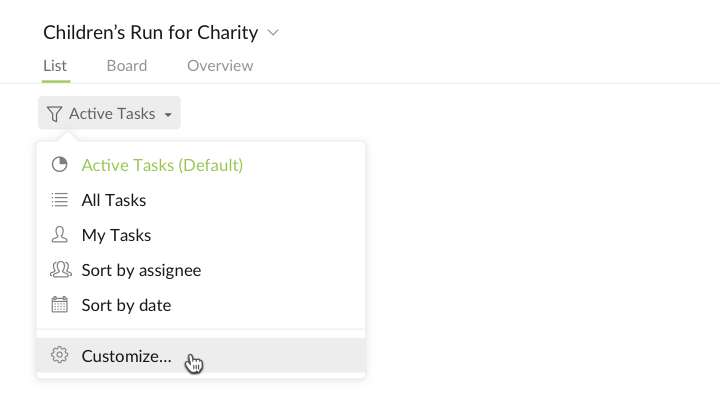 Children’s Run for Charity
List Board Overview
Active Tasks
Active Tasks (Default)
All Tasks
My Tasks
Sort by assignee
Sort by date
Customize...